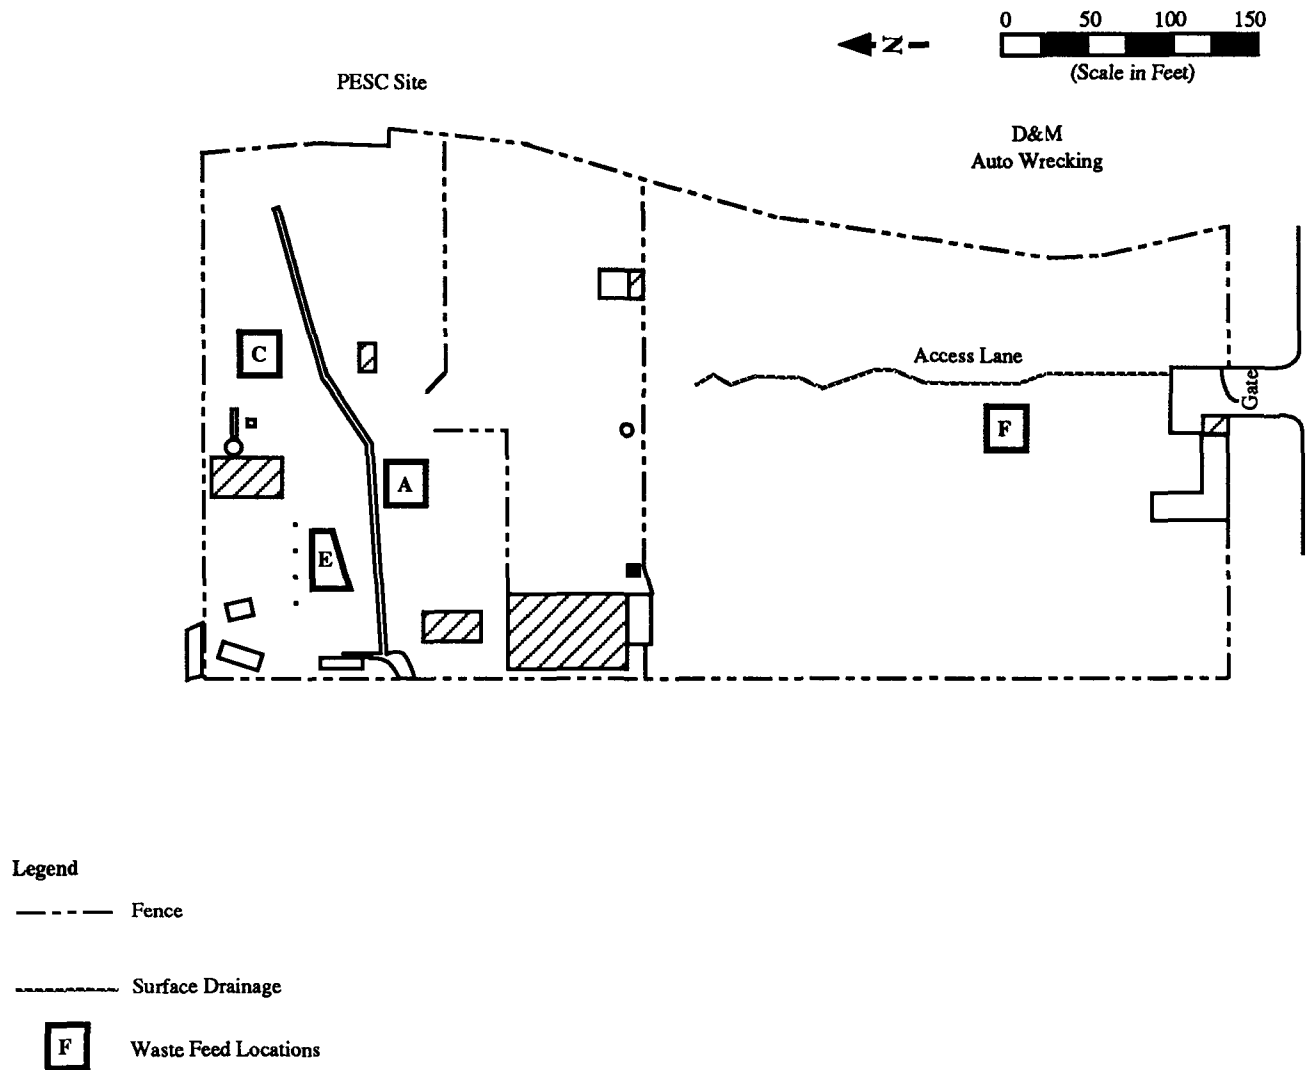 0 50 100 150
N
(Scale in Feet)
PESC Site
D&M
Auto Wrecking
Access Lane
Gate
C
F
A
E
Legend
Fence
Surface Drainage
F Waste Feed Locations